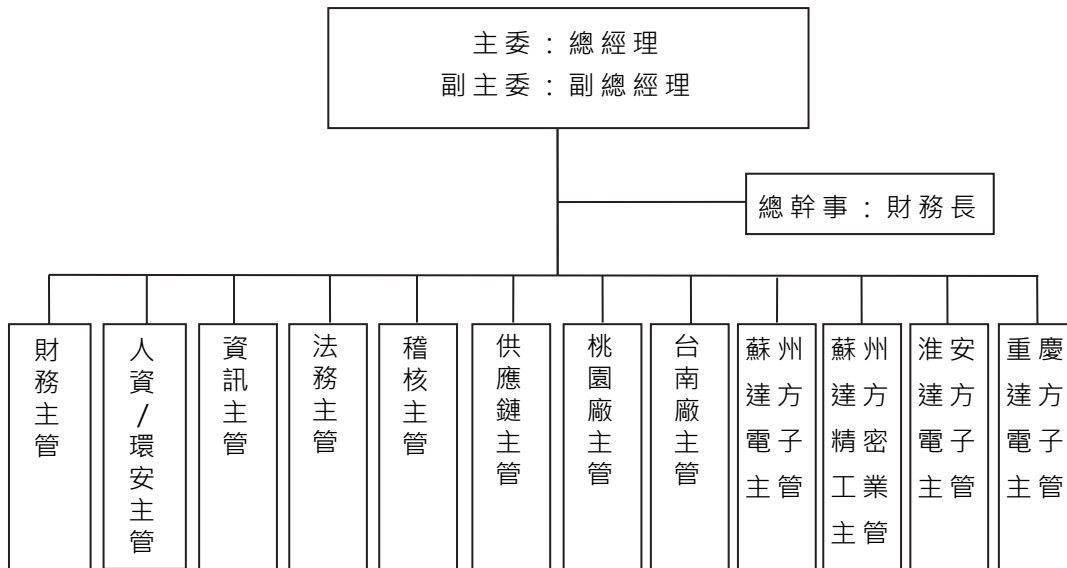 主委：總經理
副主委：副總經理
總幹事：財務長
財務主管
人資/環安主管
資訊主管
法務主管
稽核主管
供應鏈主管
桃園廠主管
台南廠主管
蘇州
達方
電子
主管
蘇州
達方
精密
工業
主管
淮安
達方
電子
主管
重慶
達方
電子
主管